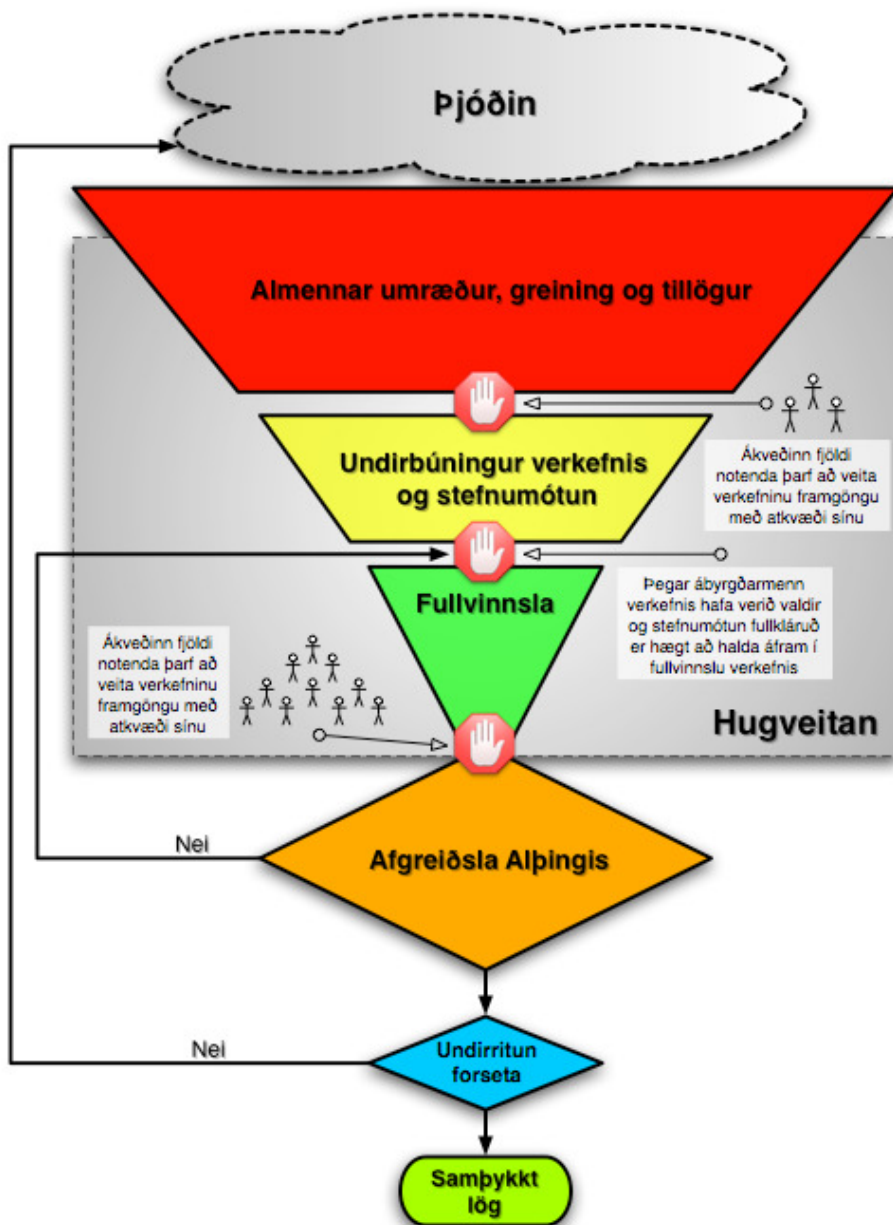 Þjóðin
Almennar umræður, greining og tillögur
Undirbúningur verkefnis
og stefnumótun
Ákveðinn fjöldi
notenda þarf að veita
verkefninu framgöngu
með atkvæði sínu
Fullvinnsla
Þegar ábyrgðarmenn
verkefnis hafa verið valdir
og stefnumótun fullkláruð
er hægt að halda áfram í
fullvinnslu verkefnis
Ákveðinn fjöldi
notenda þarf að
veita verkefninu
framgöngu með
atkvæði sínu
Hugveitan
Nei
Afgreiðsla Alþingis
Nei
Undirritun
forseta
Samþykkt
lög